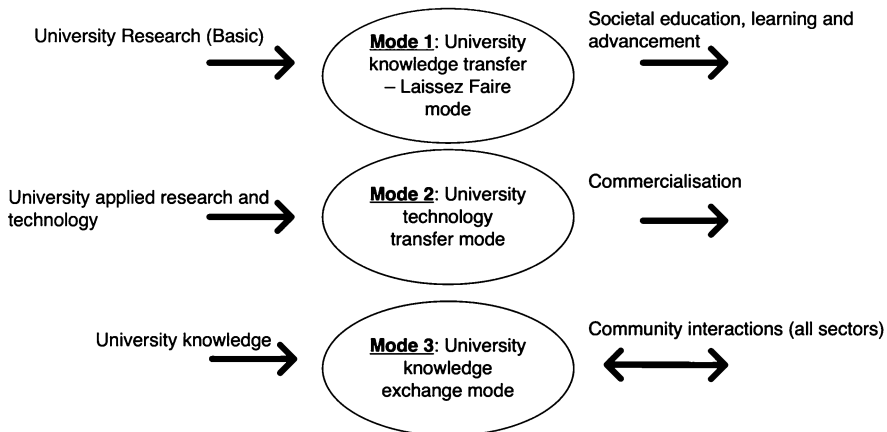 University Research (Basic)
Mode 1: University
knowledge transfer
– Laissez Faire
mode
Societal education, learning and
advancement
University applied research and
technology
Mode 2: University
technology
transfer mode
Commercialisation
University knowledge
Mode 3: University
knowledge
exchange mode
Community interactions (all sectors)